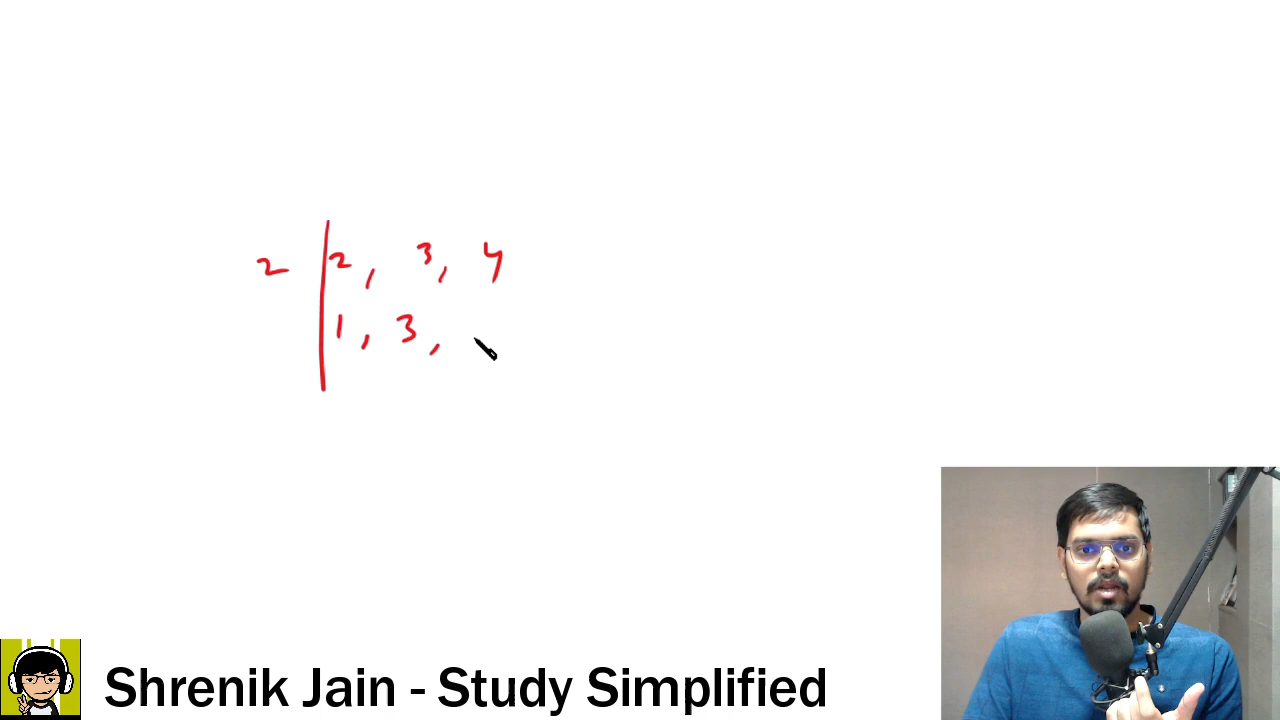 2 | 2, 3, 4
1, 3,
Shrenik Jain - Study Simplified